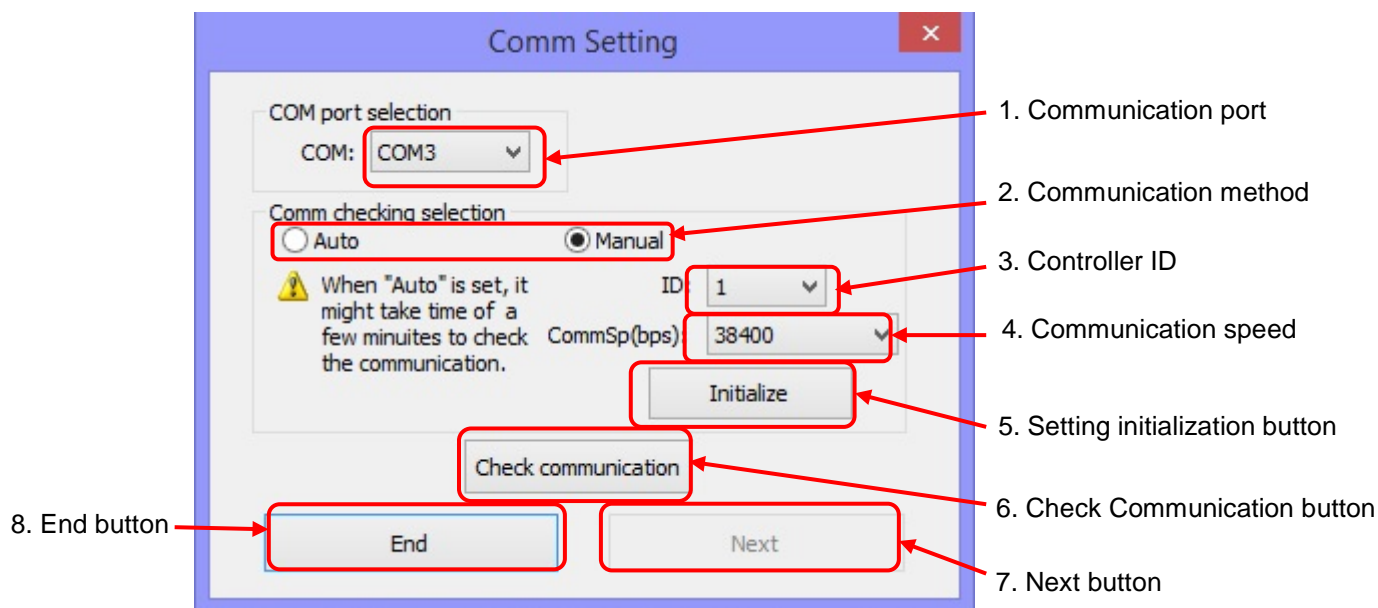 Comm Setting
COM port selection
COM: COM3
1. Communication port
2. Communication method
Comm checking selection
Auto
Manual
3. Controller ID
When "Auto" is set, it
might take time of a
few minuites to check
the communication.
ID: 1
CommSp(bps): 38400
4. Communication speed
Initialize
5. Setting initialization button
Check communication
6. Check Communication button
8. End button
End
Next
7. Next button